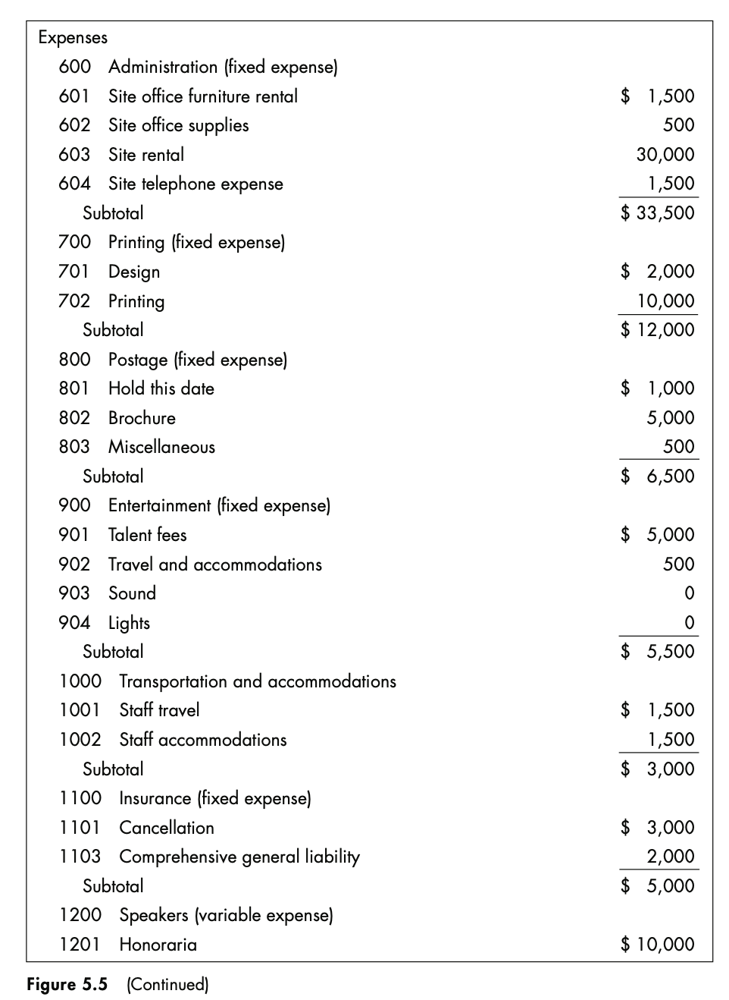 Expenses
600 Administration (fixed expense)
601 Site office furniture rental $ 1,500
602 Site office supplies 500
603 Site rental 30,000
604 Site telephone expense 1,500
Subtotal $ 33,500
700 Printing (fixed expense)
701 Design $ 2,000
702 Printing 10,000
Subtotal $ 12,000
800 Postage (fixed expense)
801 Hold this date $ 1,000
802 Brochure 5,000
803 Miscellaneous 500
Subtotal $ 6,500
900 Entertainment (fixed expense)
901 Talent fees $ 5,000
902 Travel and accommodations 500
903 Sound 0
904 Lights 0
Subtotal $ 5,500
1000 Transportation and accommodations
1001 Staff travel $ 1,500
1002 Staff accommodations 1,500
Subtotal $ 3,000
1100 Insurance (fixed expense)
1101 Cancellation $ 3,000
1103 Comprehensive general liability 2,000
Subtotal $ 5,000
1200 Speakers (variable expense)
1201 Honoraria $ 10,000
Figure 5.5 (Continued)